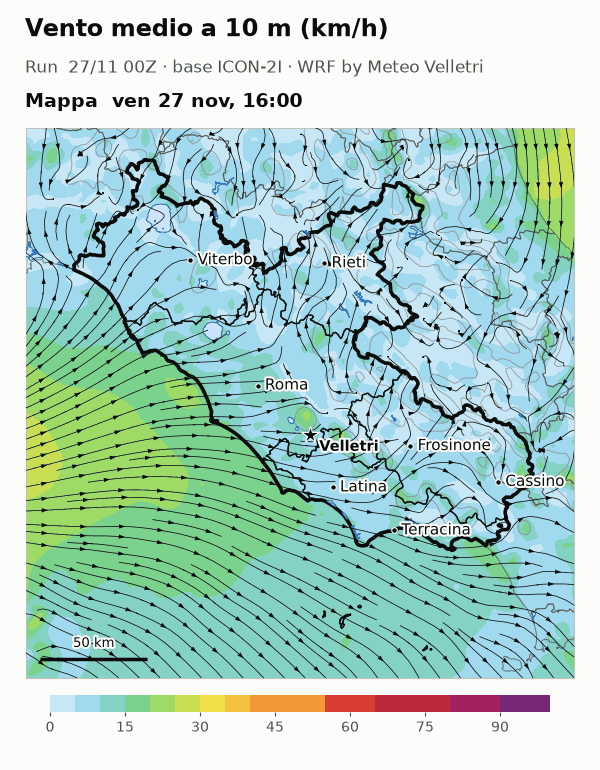 Vento medio a 10 m (km/h)
Run  27/11 00Z · base ICON-2I · WRF by Meteo Velletri
Mappa  ven 27 nov, 16:00
Viterbo
Rieti
Roma
Velletri
Frosinone
Cassino
Latina
Terracina
50 km
0 15 30 45 60 75 90